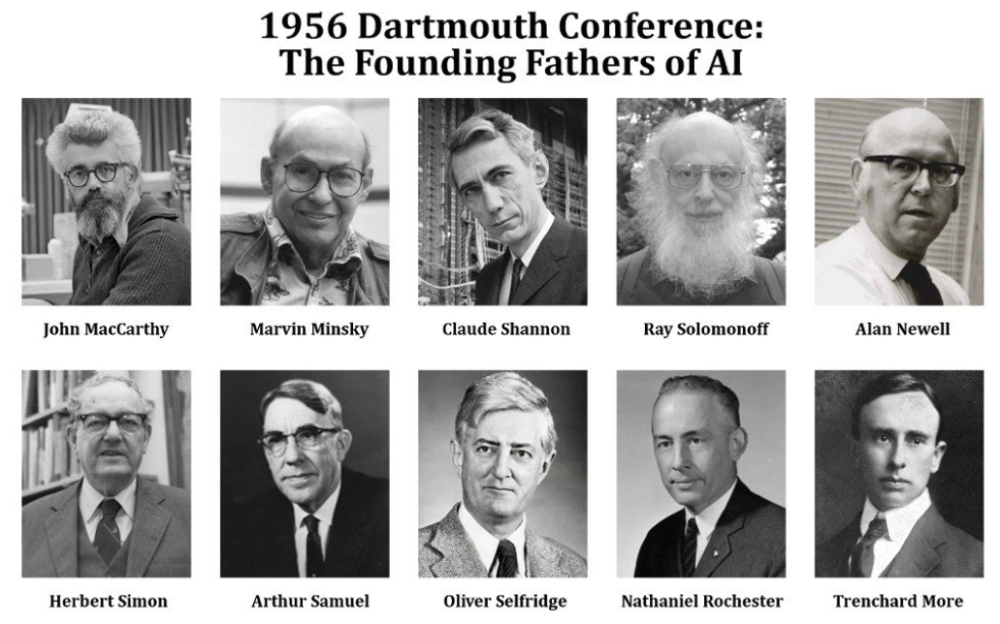 1956 Dartmouth Conference:
The Founding Fathers of AI
John MacCarthy
Marvin Minsky
Claude Shannon
Ray Solomonoff
Alan Newell
Herbert Simon
Arthur Samuel
Oliver Selfridge
Nathaniel Rochester
Trenchard More